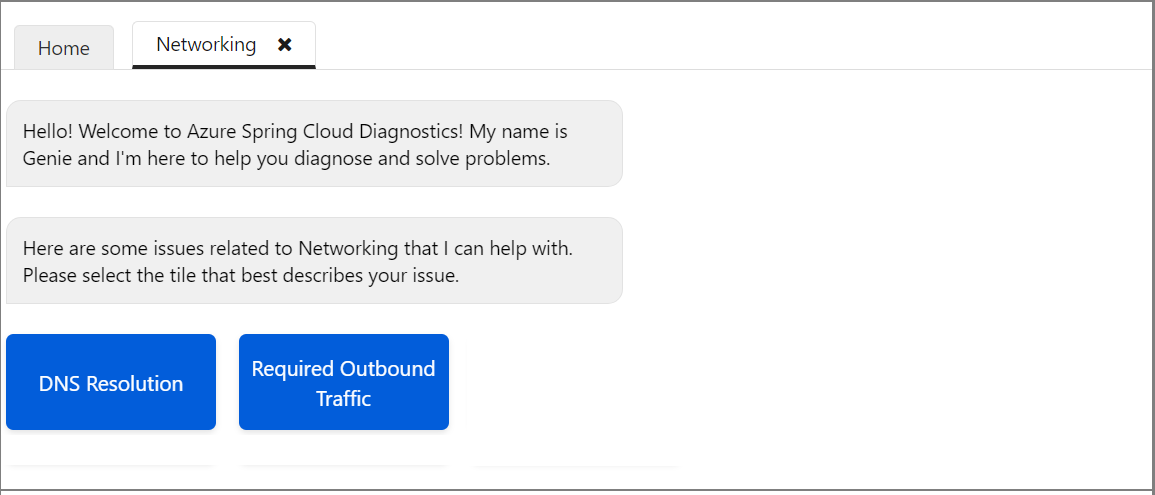 Home
Networking ✖
Hello! Welcome to Azure Spring Cloud Diagnostics! My name is
Genie and I'm here to help you diagnose and solve problems.
Here are some issues related to Networking that I can help with.
Please select the tile that best describes your issue.
DNS Resolution
Required Outbound
Traffic